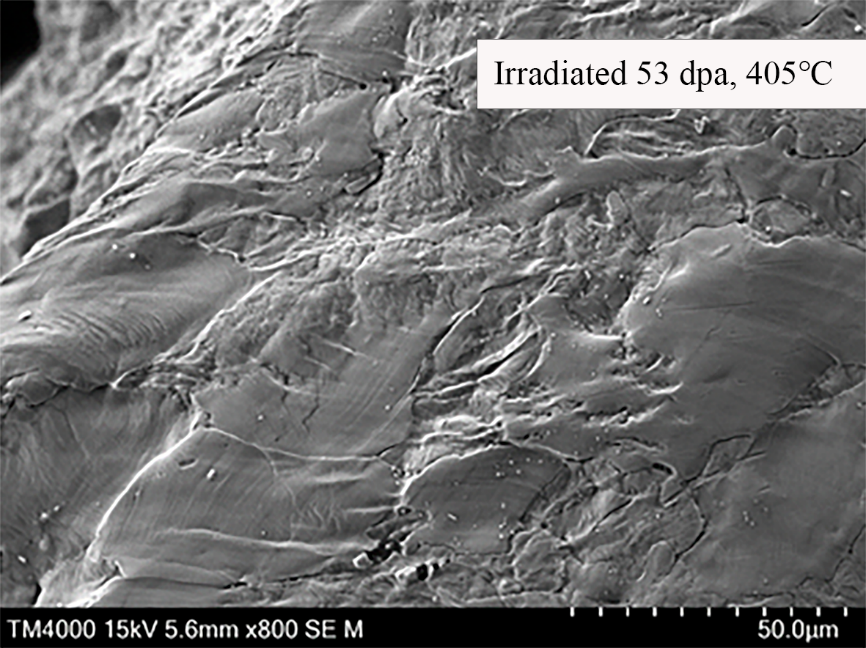 Irradiated 53 dpa, 405°C
TM4000 15kV 5.6mm x800 SE M
50.0µm